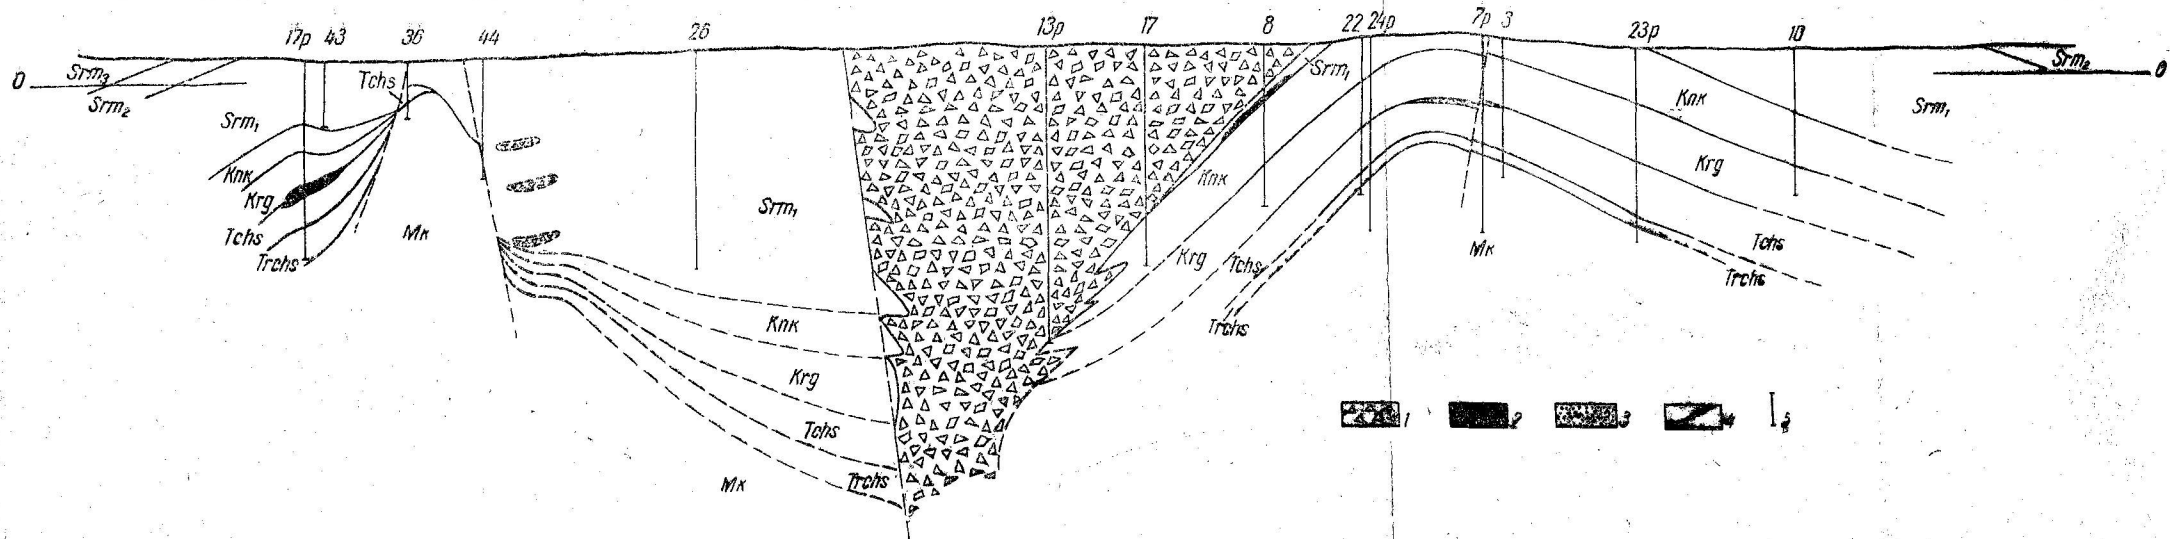 17р 43 36 44 26 13р 17 8 22 24р 7р 3 23р 10
0 Srm₃ Tchs Srm₁ Srm₂ 0
Srm₂ Srm₁ Knк Srm₁
Knк Krg Knк
Krg Srm₁
Tchs Mк Krg Tchs Mк Tchs
Trchs Trchs
Knк Trchs
Krg
1 2 3 4 5
Tchs
Mк Trchs